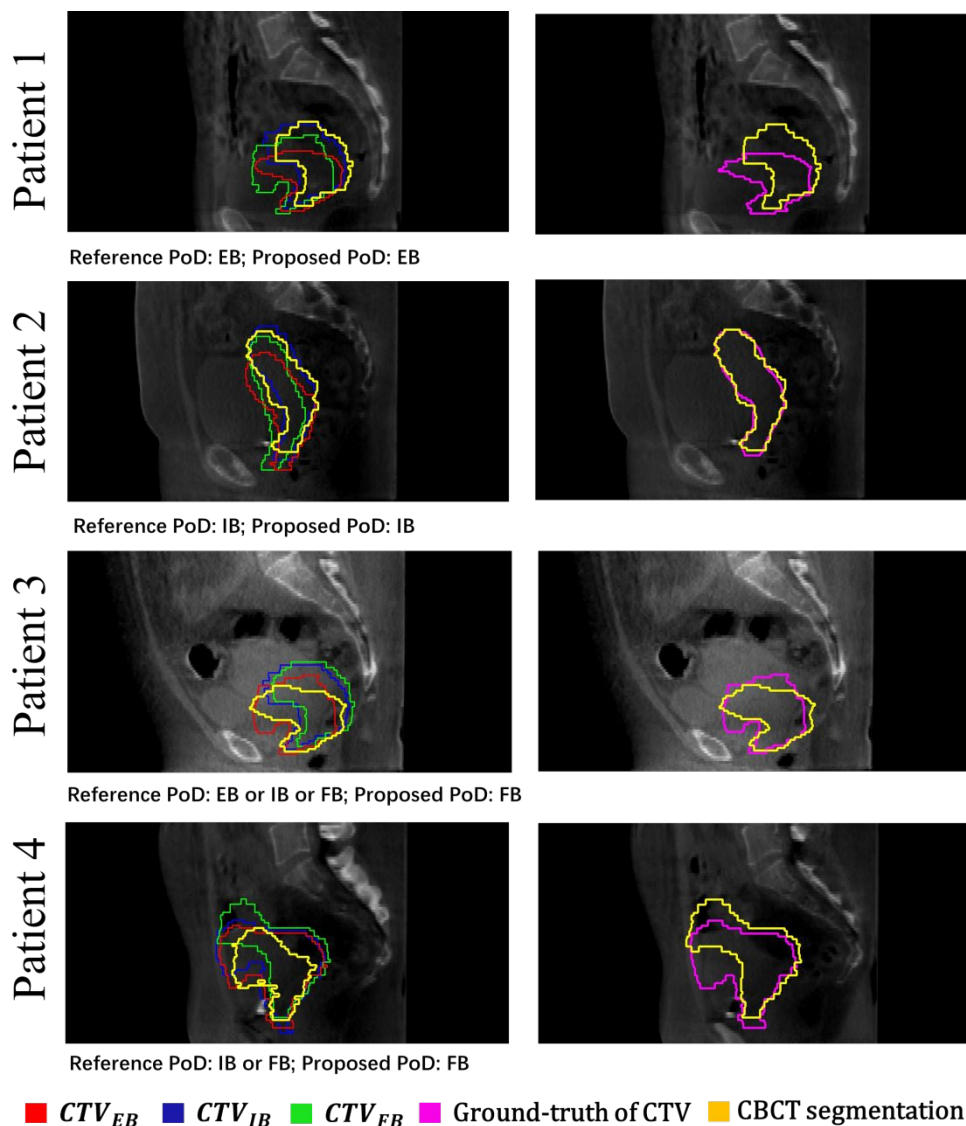 Patient 1
Reference PoD: EB; Proposed PoD: EB
Patient 2
Reference PoD: IB; Proposed PoD: IB
Patient 3
Reference PoD: EB or IB or FB; Proposed PoD: FB
Patient 4
Reference PoD: IB or FB; Proposed PoD: FB
CTV_EB CTV_IB CTV_FB Ground-truth of CTV CBCT segmentation